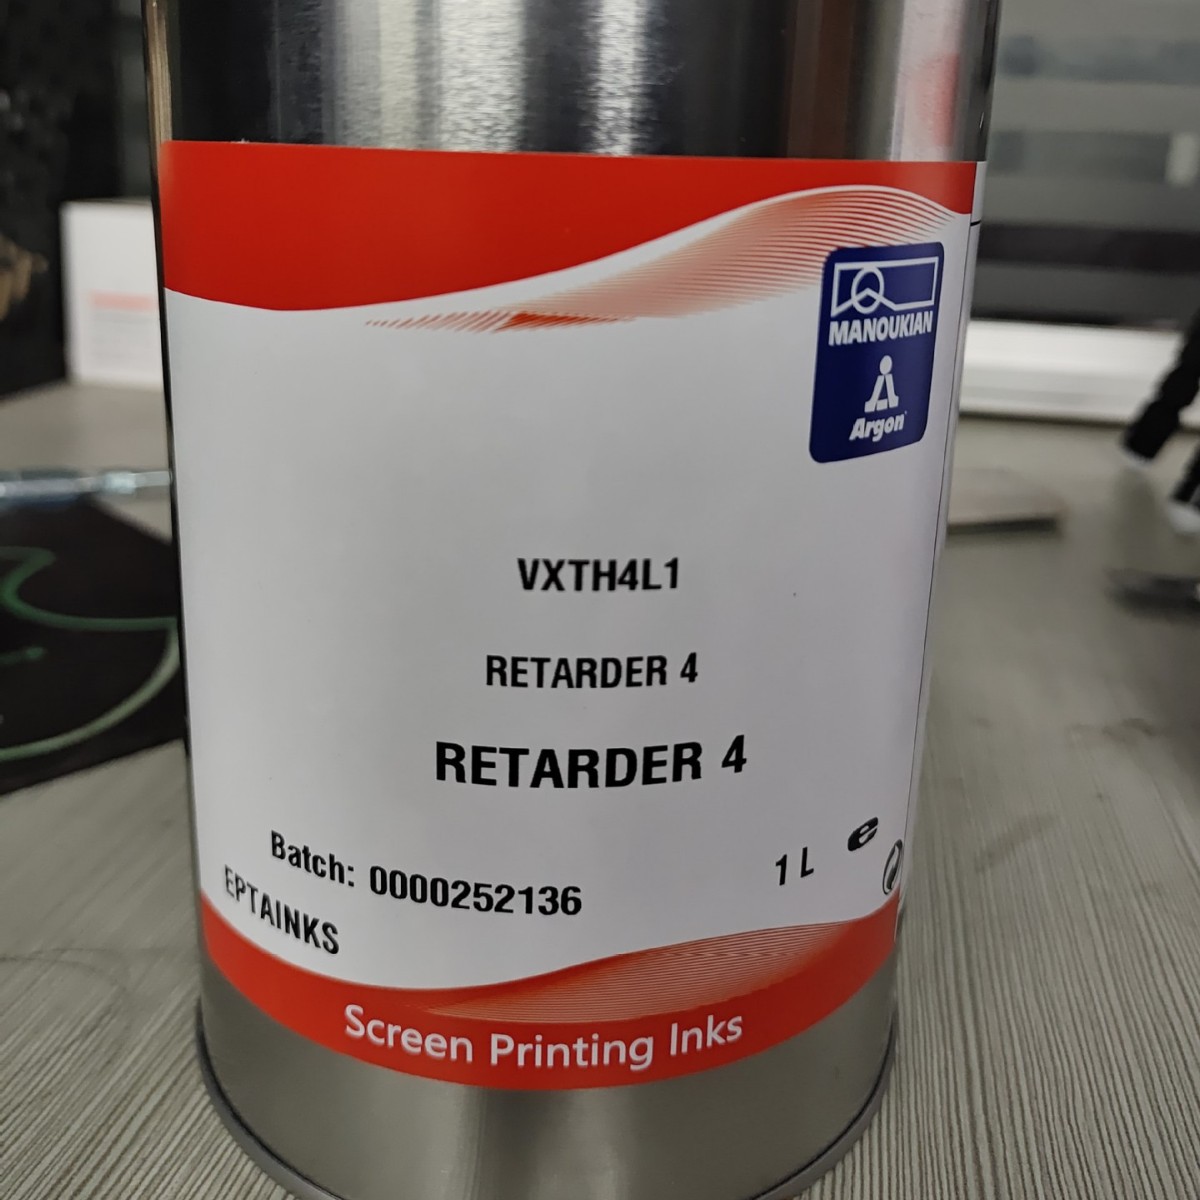 MANOUKIAN
Argon
VXTH4L1
RETARDER 4
RETARDER 4
Batch: 0000252136
1 L e
EPTAINKS
Screen Printing Inks